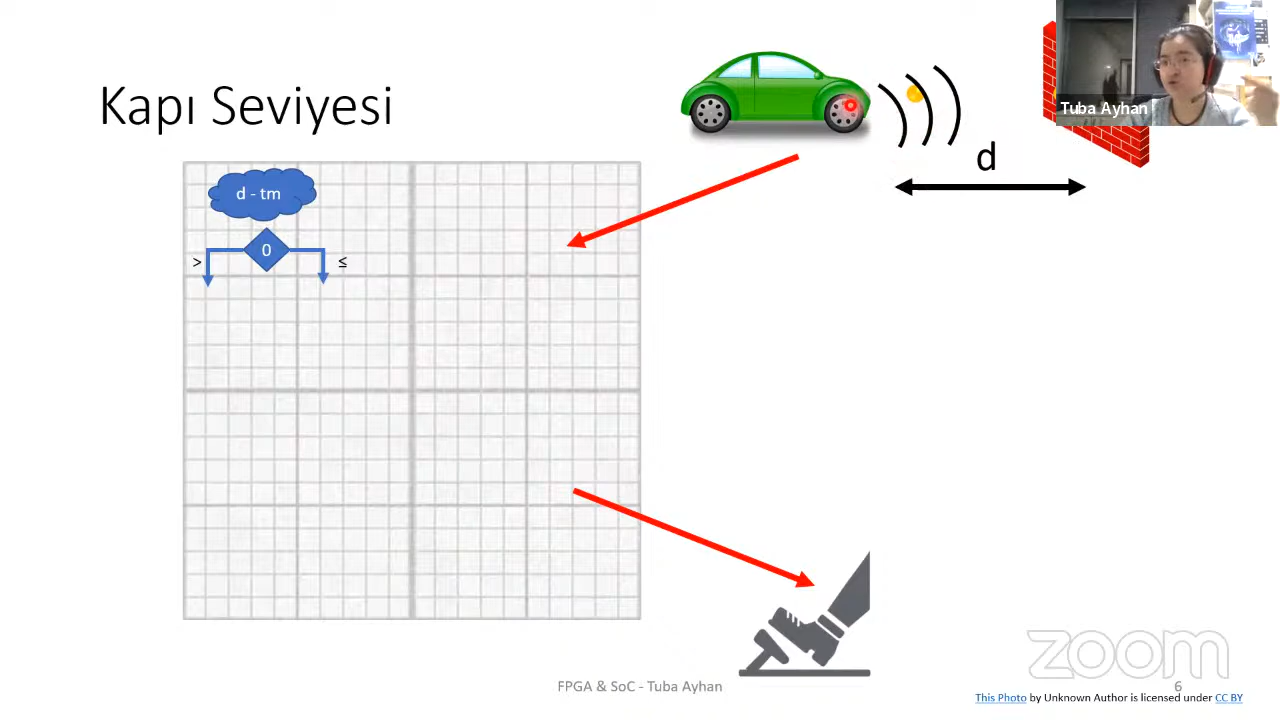 Kapı Seviyesi
Tuba Ayhan
d
d - tm
0
> ≤
zoom
FPGA & SoC - Tuba Ayhan
6
This Photo by Unknown Author is licensed under CC BY